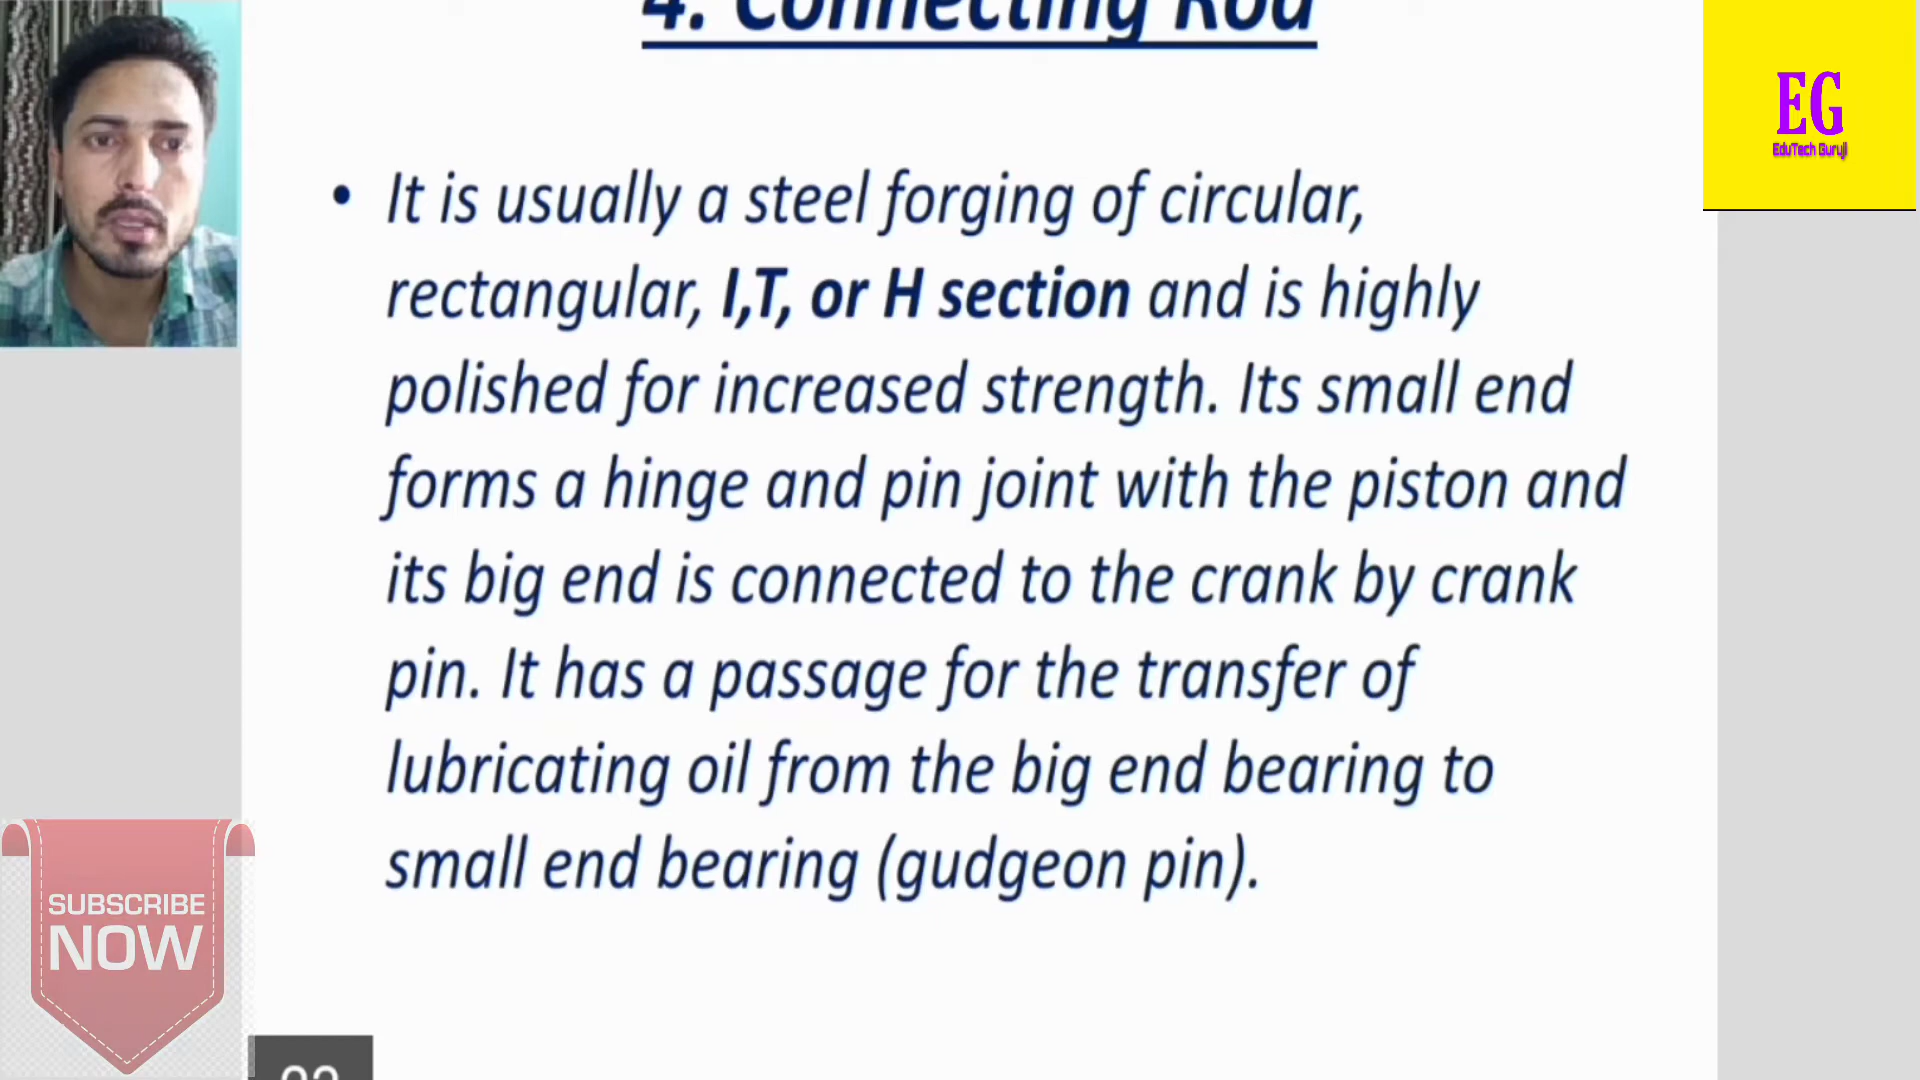 4. Connecting Rod
EG
EduTech Guruji
• It is usually a steel forging of circular,
rectangular, I,T, or H section and is highly
polished for increased strength. Its small end
forms a hinge and pin joint with the piston and
its big end is connected to the crank by crank
pin. It has a passage for the transfer of
lubricating oil from the big end bearing to
small end bearing (gudgeon pin).
SUBSCRIBE
NOW